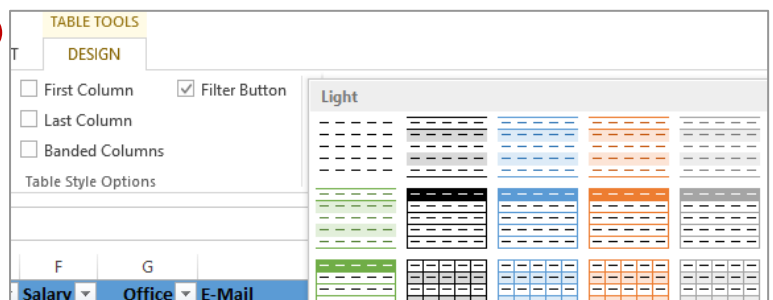 TABLE TOOLS
T DESIGN
First Column Filter Button
Last Column
Banded Columns
Table Style Options
Light
F G
Salary Office E-Mail